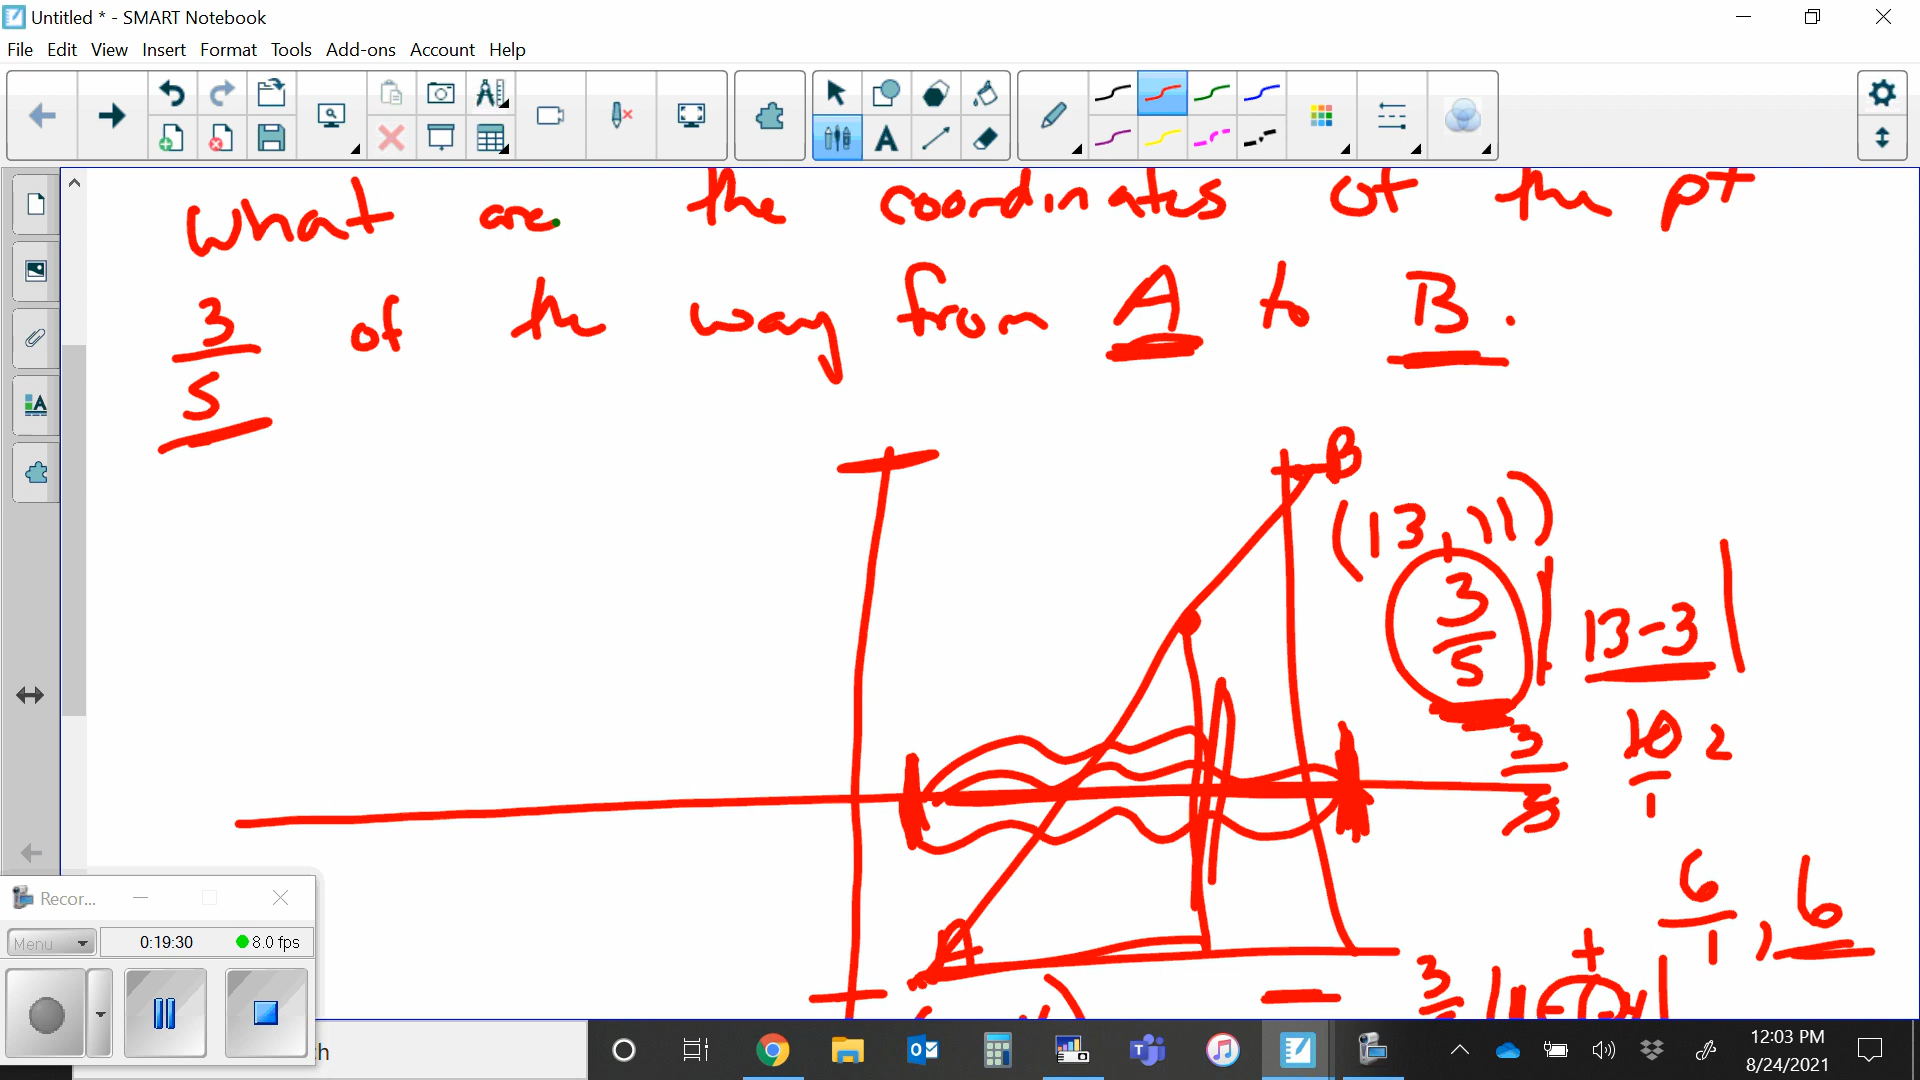 Untitled * - SMART Notebook
File Edit View Insert Format Tools Add-ons Account Help
What are the coordinates of the pt
3/5 of the way from A to B.
B
(13, 11)
3/5 | 13-3 |
3/5 10/1 2
6/1, 6
A
+
3
Recor...
Menu 0:19:30 8.0 fps
12:03 PM
8/24/2021